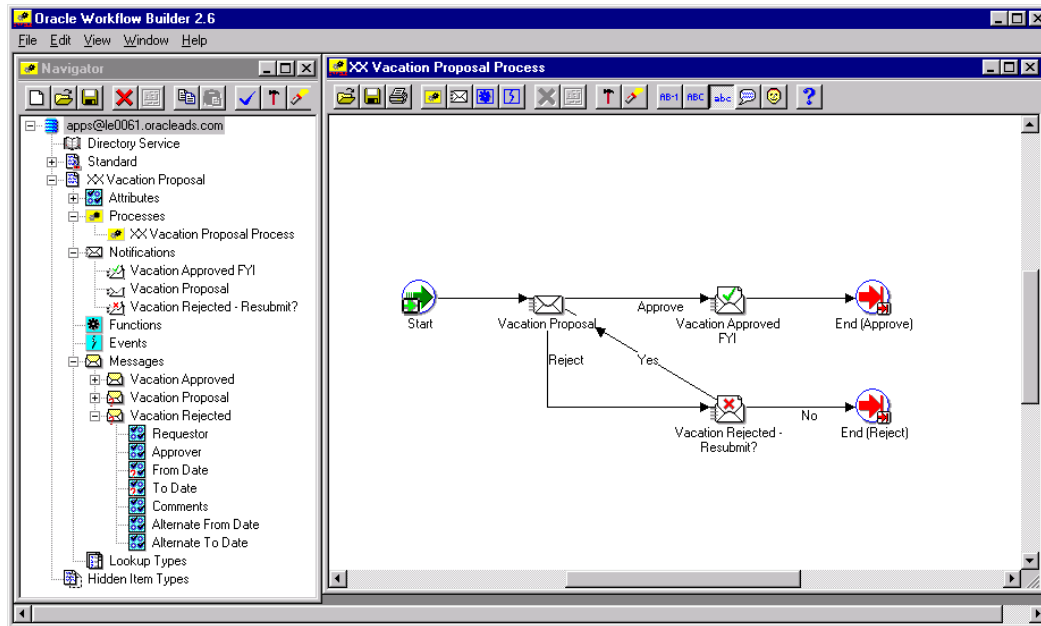 Oracle Workflow Builder 2.6
File Edit View Window Help
Navigator
apps@le0061.oracleads.com
Directory Service
Standard
XX Vacation Proposal
Attributes
Processes
XX Vacation Proposal Process
Notifications
Vacation Approved FYI
Vacation Proposal
Vacation Rejected - Resubmit?
Functions
Events
Messages
Vacation Approved
Vacation Proposal
Vacation Rejected
Requestor
Approver
From Date
To Date
Comments
Alternate From Date
Alternate To Date
Lookup Types
Hidden Item Types
XX Vacation Proposal Process
AB-1 ABC abc ?
Start
Vacation Proposal
Approve
Vacation Approved
FYI
End (Approve)
Reject
Yes
Vacation Rejected -
Resubmit?
No
End (Reject)